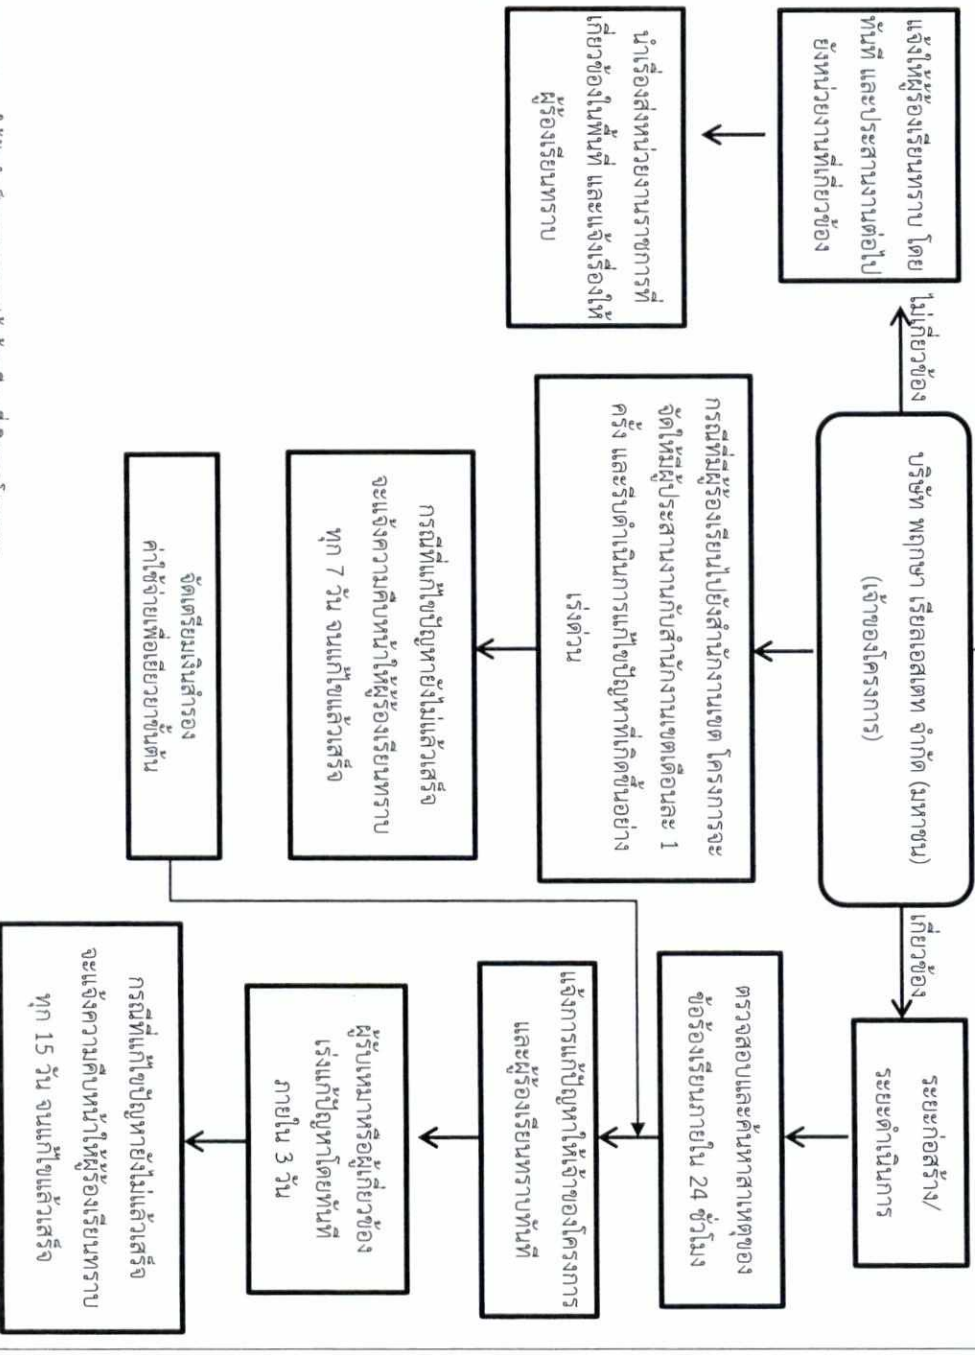 บริษัท พฤกษา เรียลเอสเตท จำกัด (มหาชน)
(เจ้าของโครงการ)
ไม่เกี่ยวข้อง
เกี่ยวข้อง
แจ้งให้ผู้ร้องเรียนทราบ โดย
ทันที และประสานงานต่อไป
ยังหน่วยงานที่เกี่ยวข้อง
นำเรื่องส่งหน่วยงานราชการที่
เกี่ยวข้องในพื้นที่ และแจ้งเรื่องให้
ผู้ร้องเรียนทราบ
กรณีที่มีผู้ร้องเรียนไปยังสำนักงานเขต โครงการจะ
จัดให้มีผู้ประสานงานกับสำนักงานเขตเดือนละ 1
ครั้ง และรีบดำเนินการแก้ไขปัญหาที่เกิดขึ้นอย่าง
เร่งด่วน
กรณีที่แก้ไขปัญหายังไม่แล้วเสร็จ
จะแจ้งความคืบหน้าให้ผู้ร้องเรียนทราบ
ทุก 7 วัน จนแก้ไขแล้วเสร็จ
จัดเตรียมเงินสำรอง
ค่าใช้จ่ายเพื่อเยียวยาขั้นต้น
ระยะก่อสร้าง/
ระยะดำเนินการ
ตรวจสอบและค้นหาสาเหตุของ
ข้อร้องเรียนภายใน 24 ชั่วโมง
แจ้งการแก้ปัญหาให้เจ้าของโครงการ
และผู้ร้องเรียนทราบทันที
ผู้รับเหมาหรือผู้เกี่ยวข้อง
เร่งแก้ปัญหาโดยทันที
ภายใน 3 วัน
กรณีที่แก้ไขปัญหายังไม่แล้วเสร็จ
จะแจ้งความคืบหน้าให้ผู้ร้องเรียนทราบ
ทุก 15 วัน จนแก้ไขแล้วเสร็จ